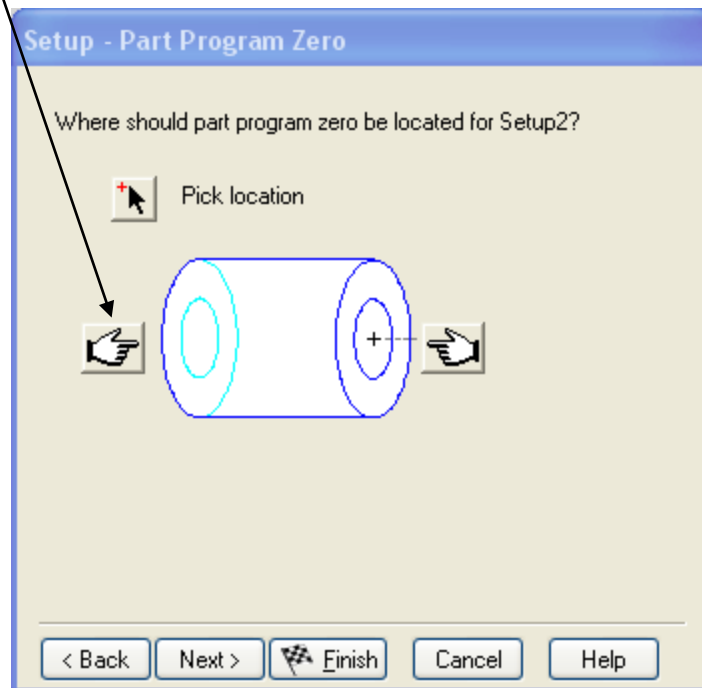 Setup - Part Program Zero
Where should part program zero be located for Setup2?
Pick location
< Back Next > Finish Cancel Help